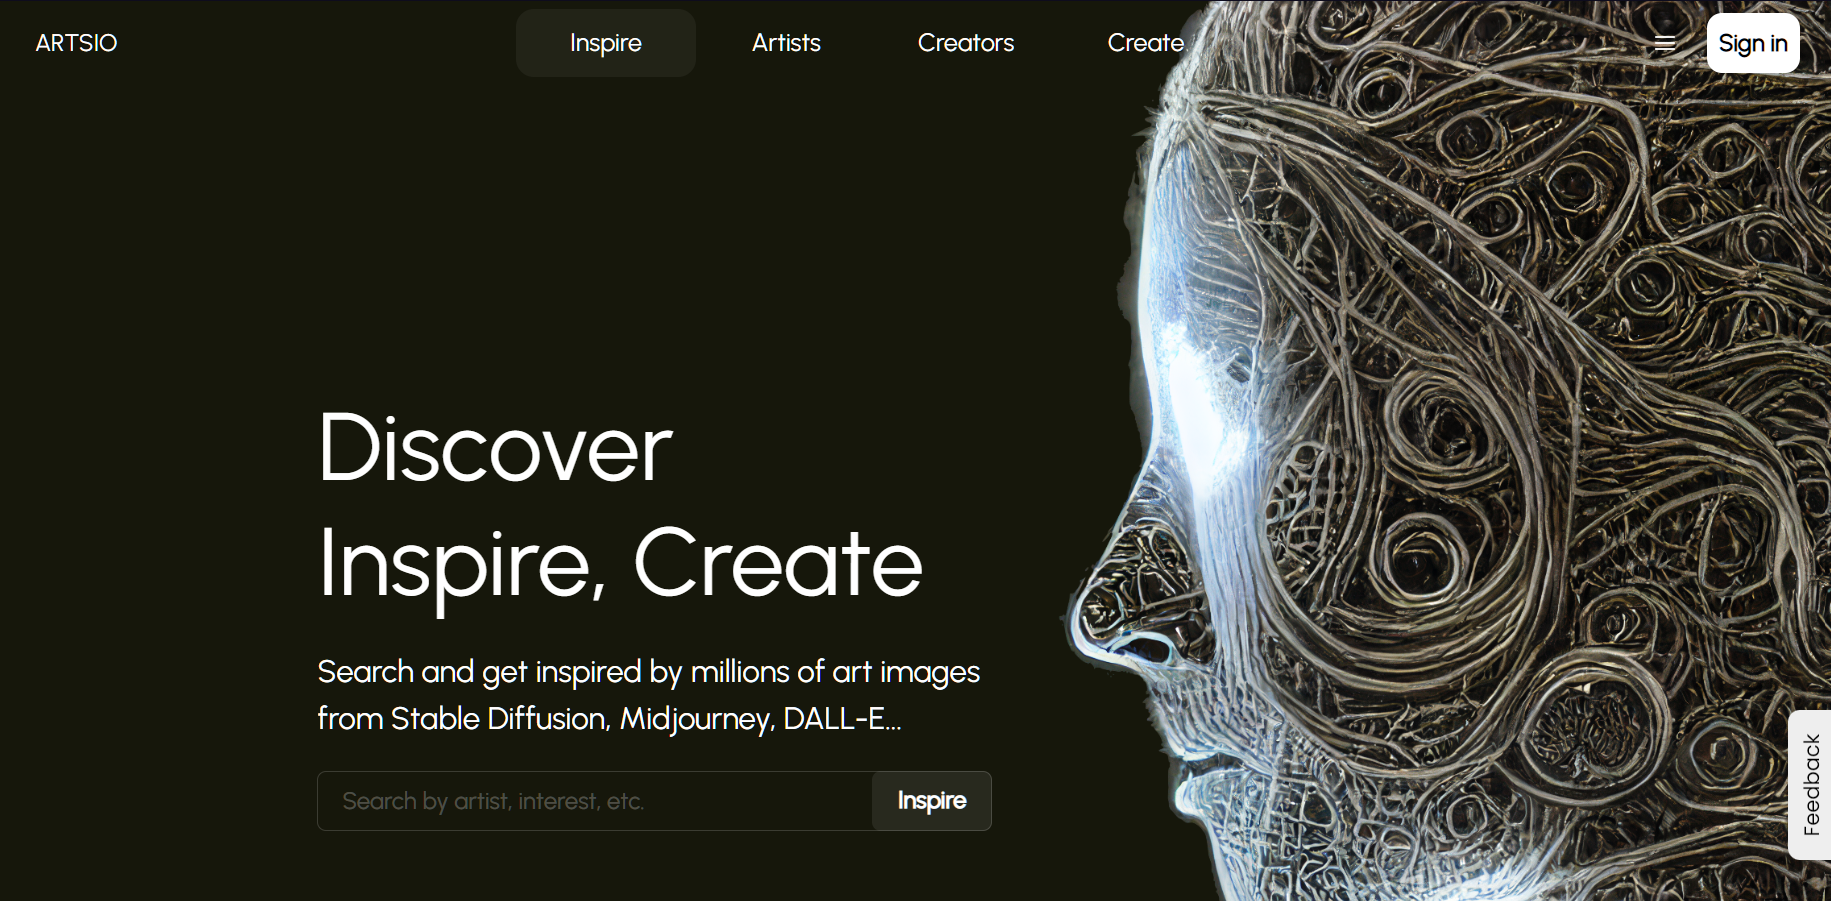 ARTSIO
Inspire
Artists
Creators
Create
Sign in
Discover
Inspire, Create
Search and get inspired by millions of art images
from Stable Diffusion, Midjourney, DALL-E...
Search by artist, interest, etc.
Inspire
Feedback